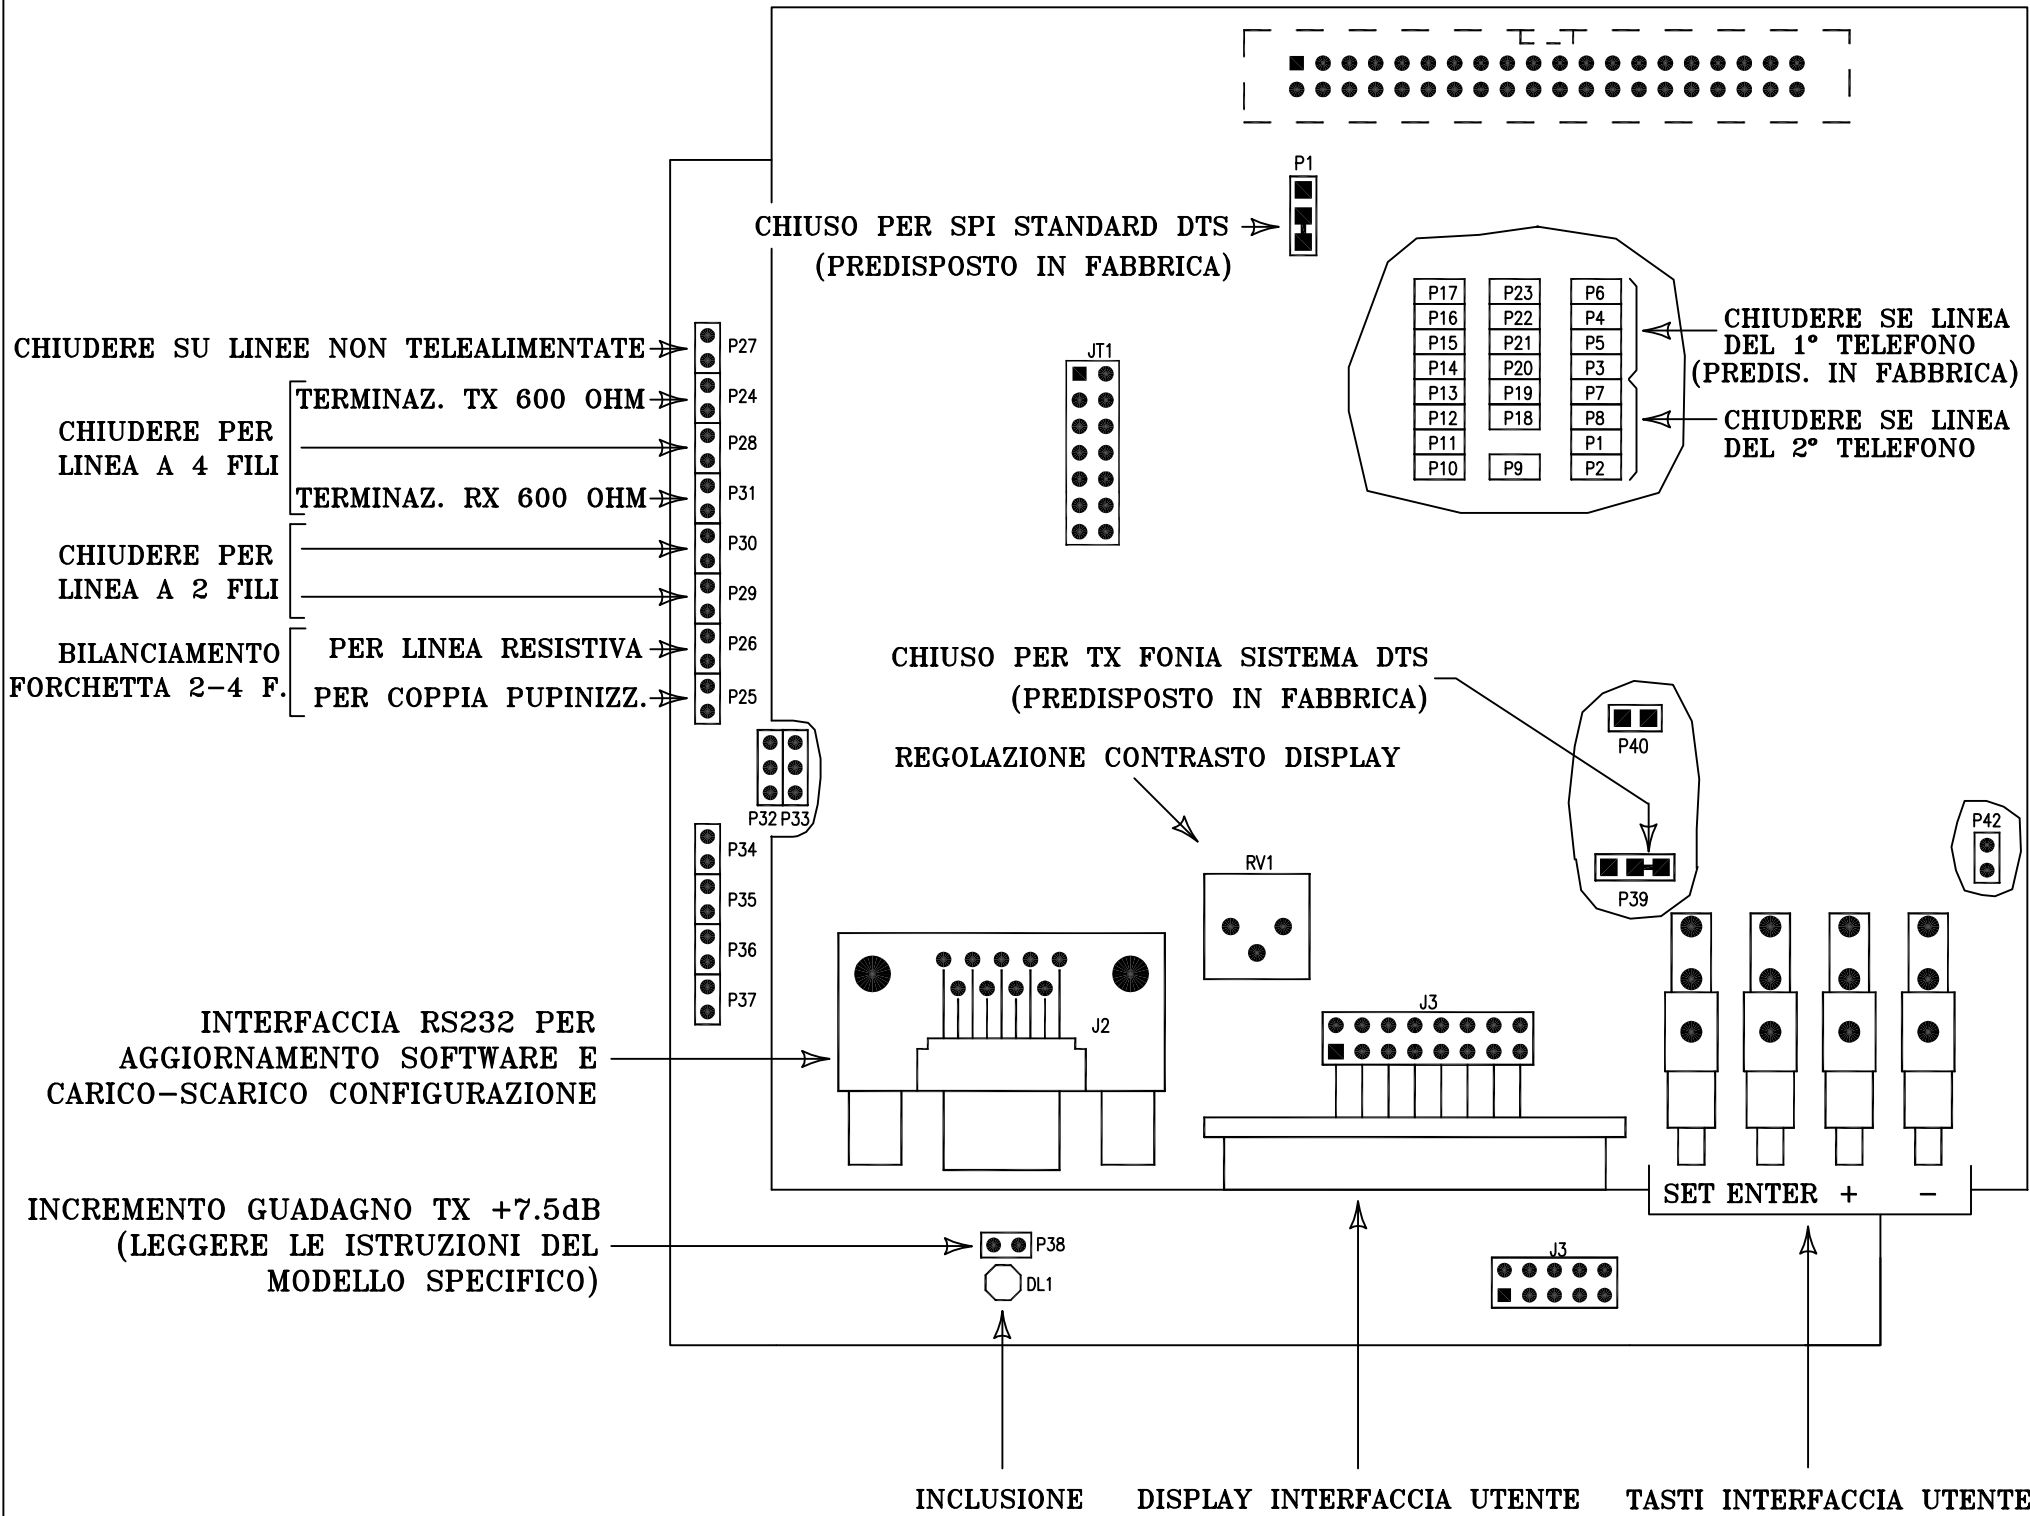 P1
CHIUSO PER SPI STANDARD DTS
(PREDISPOSTO IN FABBRICA)
P17 P23 P6
P16 P22 P4
P15 P21 P5
P14 P20 P3
P13 P19 P7
P12 P18 P8
P11 P1
P10 P9 P2
CHIUDERE SE LINEA
DEL 1° TELEFONO
(PREDIS. IN FABBRICA)
CHIUDERE SE LINEA
DEL 2° TELEFONO
JT1
CHIUDERE SU LINEE NON TELEALIMENTATE
P27
TERMINAZ. TX 600 OHM
P24
CHIUDERE PER
LINEA A 4 FILI
P28
TERMINAZ. RX 600 OHM
P31
CHIUDERE PER
LINEA A 2 FILI
P30
P29
BILANCIAMENTO
FORCHETTA 2-4 F.
PER LINEA RESISTIVA
P26
PER COPPIA PUPINIZZ.
P25
CHIUSO PER TX FONIA SISTEMA DTS
(PREDISPOSTO IN FABBRICA)
P40
REGOLAZIONE CONTRASTO DISPLAY
P32 P33
P42
P34
RV1
P39
P35
P36
P37
J3
J2
INTERFACCIA RS232 PER
AGGIORNAMENTO SOFTWARE E
CARICO-SCARICO CONFIGURAZIONE
SET ENTER + -
INCREMENTO GUADAGNO TX +7.5dB
(LEGGERE LE ISTRUZIONI DEL
MODELLO SPECIFICO)
P38
DL1
J3
INCLUSIONE
DISPLAY INTERFACCIA UTENTE
TASTI INTERFACCIA UTENTE